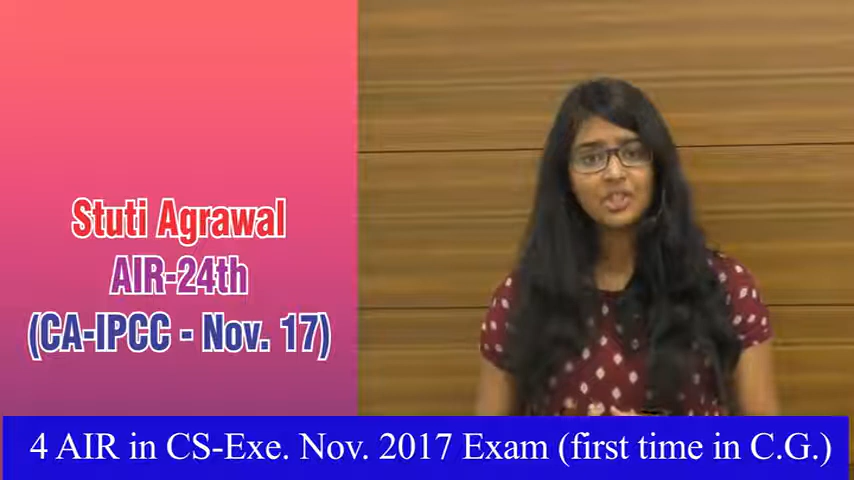 Stuti Agrawal
AIR-24th
(CA-IPCC - Nov. 17)
4 AIR in CS-Exe. Nov. 2017 Exam (first time in C.G.)